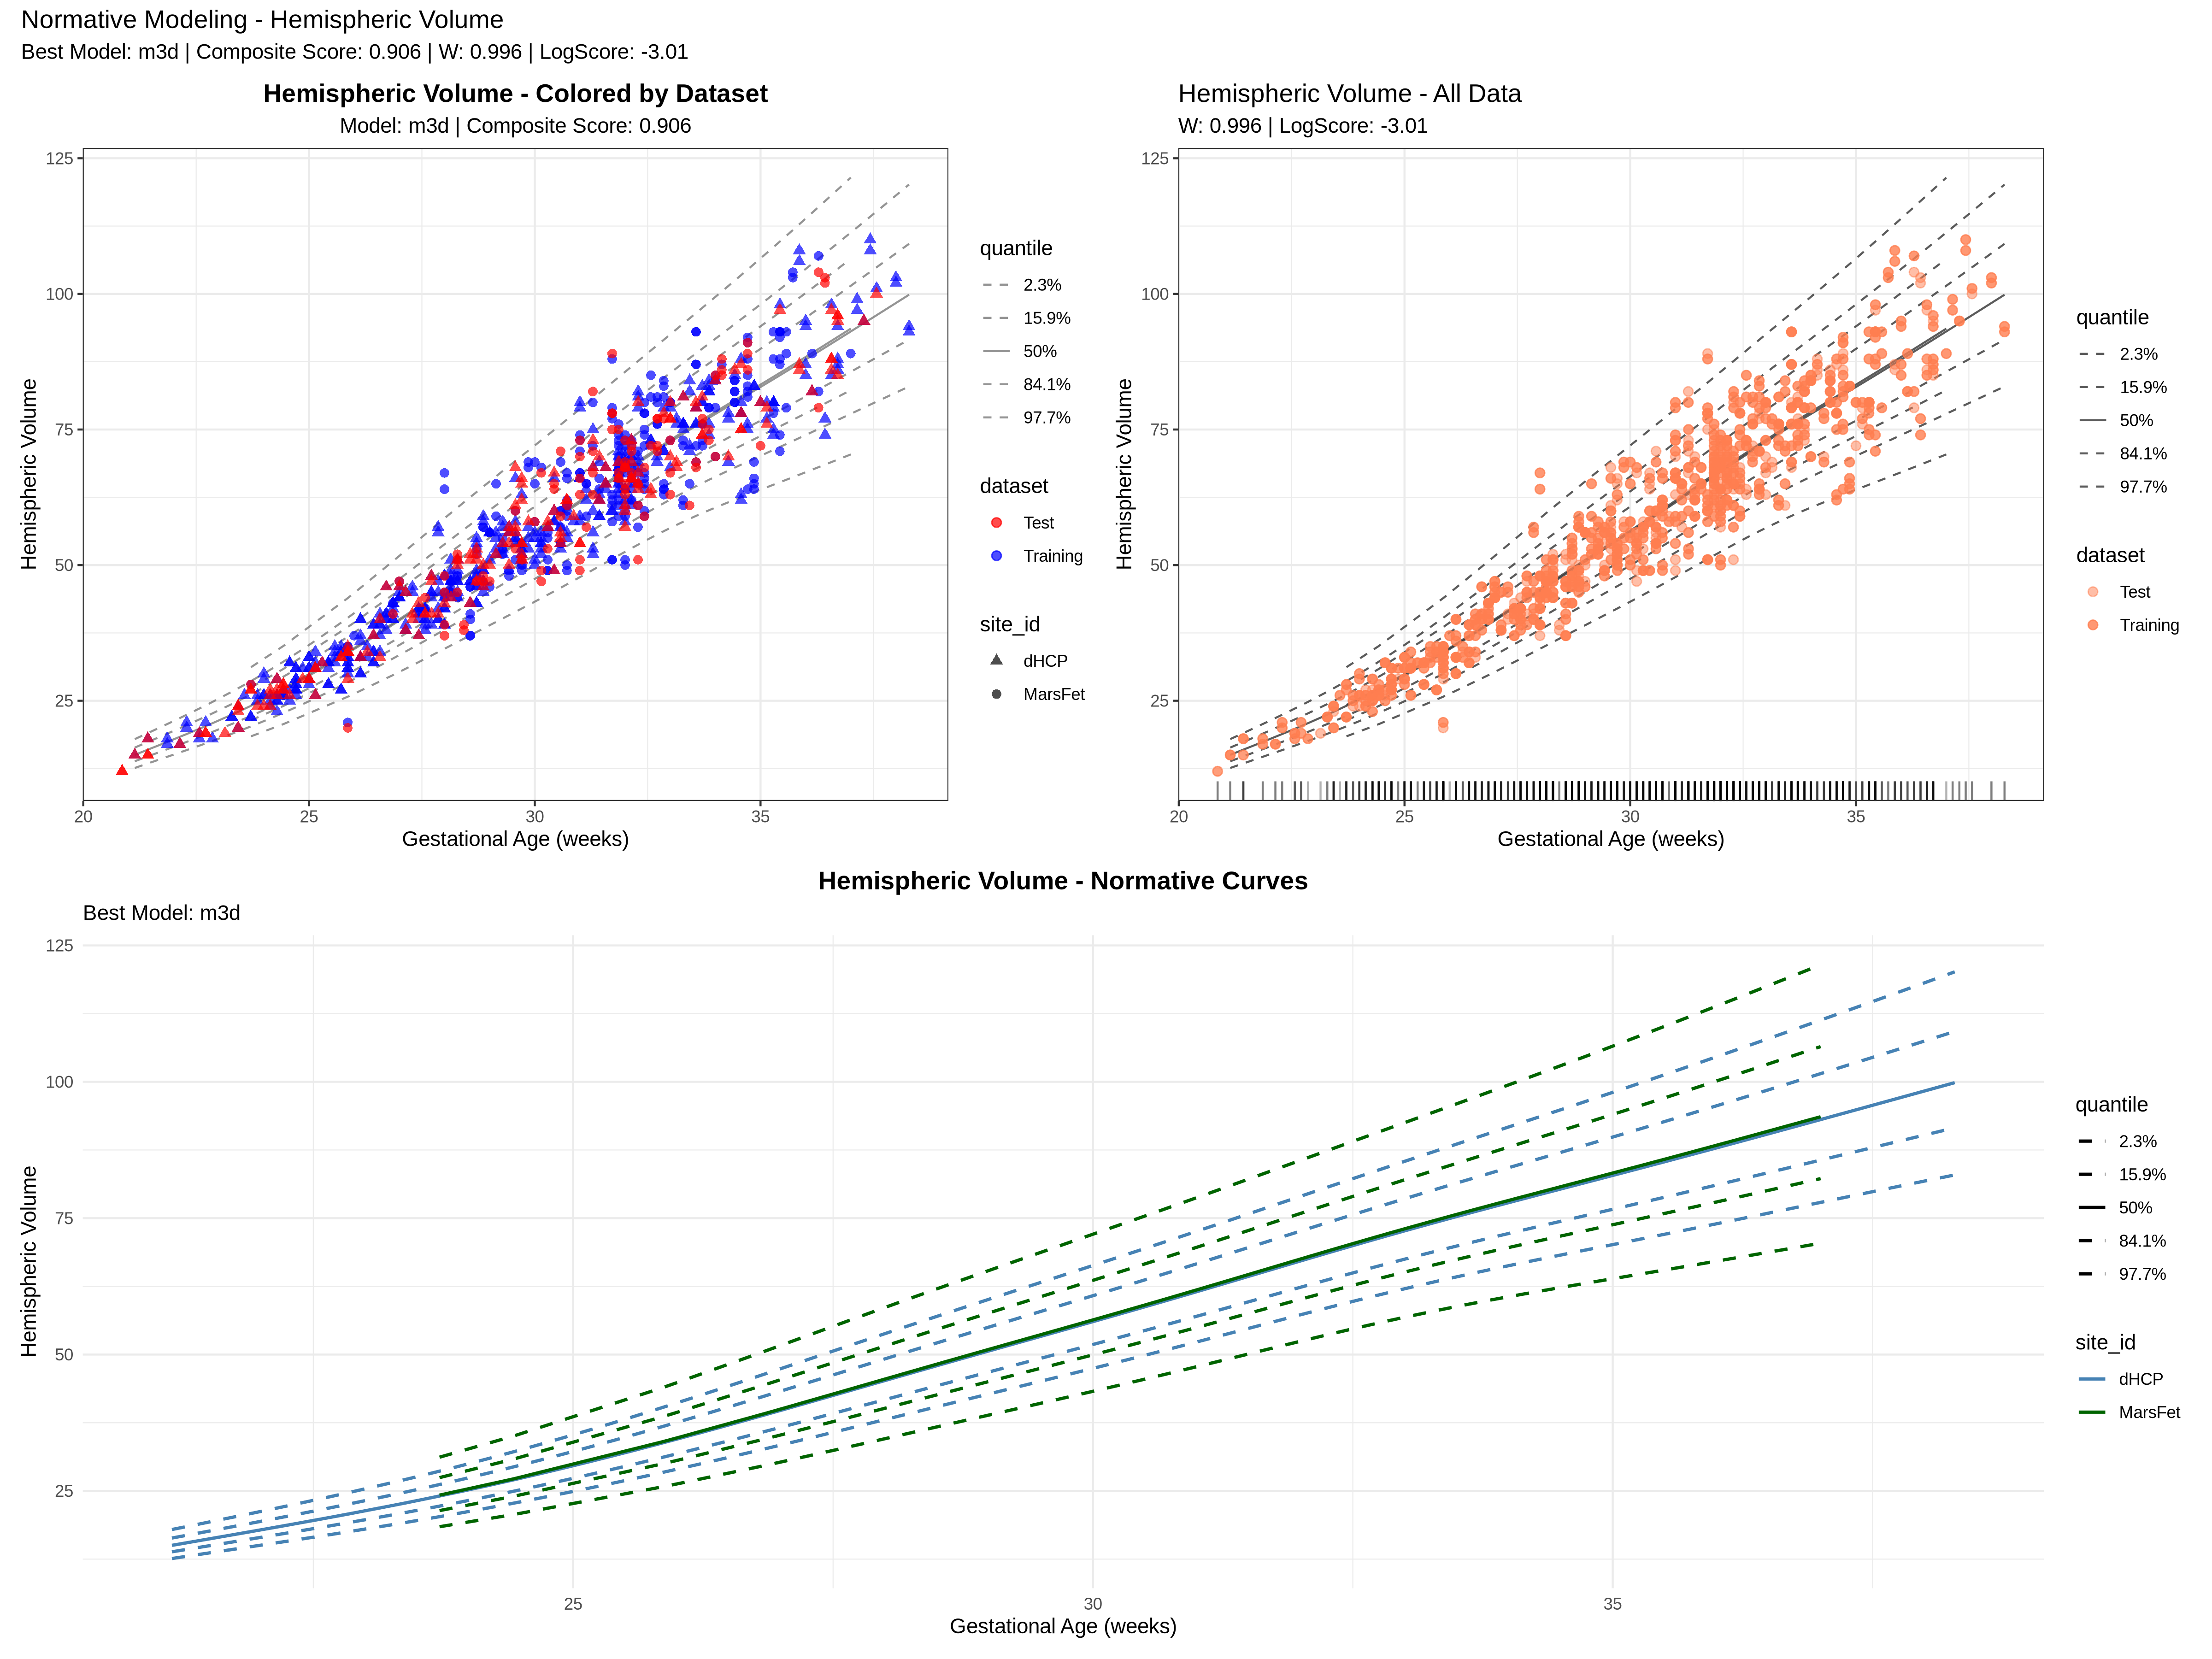 Normative Modeling - Hemispheric Volume
Best Model: m3d | Composite Score: 0.906 | W: 0.996 | LogScore: -3.01
Hemispheric Volume - Colored by Dataset
Model: m3d | Composite Score: 0.906
125
100
75
50
25
20
25
30
35
Hemispheric Volume
Gestational Age (weeks)
quantile
2.3%
15.9%
50%
84.1%
97.7%
dataset
Test
Training
site_id
dHCP
MarsFet
Hemispheric Volume - All Data
W: 0.996 | LogScore: -3.01
125
100
75
50
25
20
25
30
35
Hemispheric Volume
Gestational Age (weeks)
quantile
2.3%
15.9%
50%
84.1%
97.7%
dataset
Test
Training
Hemispheric Volume - Normative Curves
Best Model: m3d
125
100
75
50
25
25
30
35
Hemispheric Volume
Gestational Age (weeks)
quantile
2.3%
15.9%
50%
84.1%
97.7%
site_id
dHCP
MarsFet